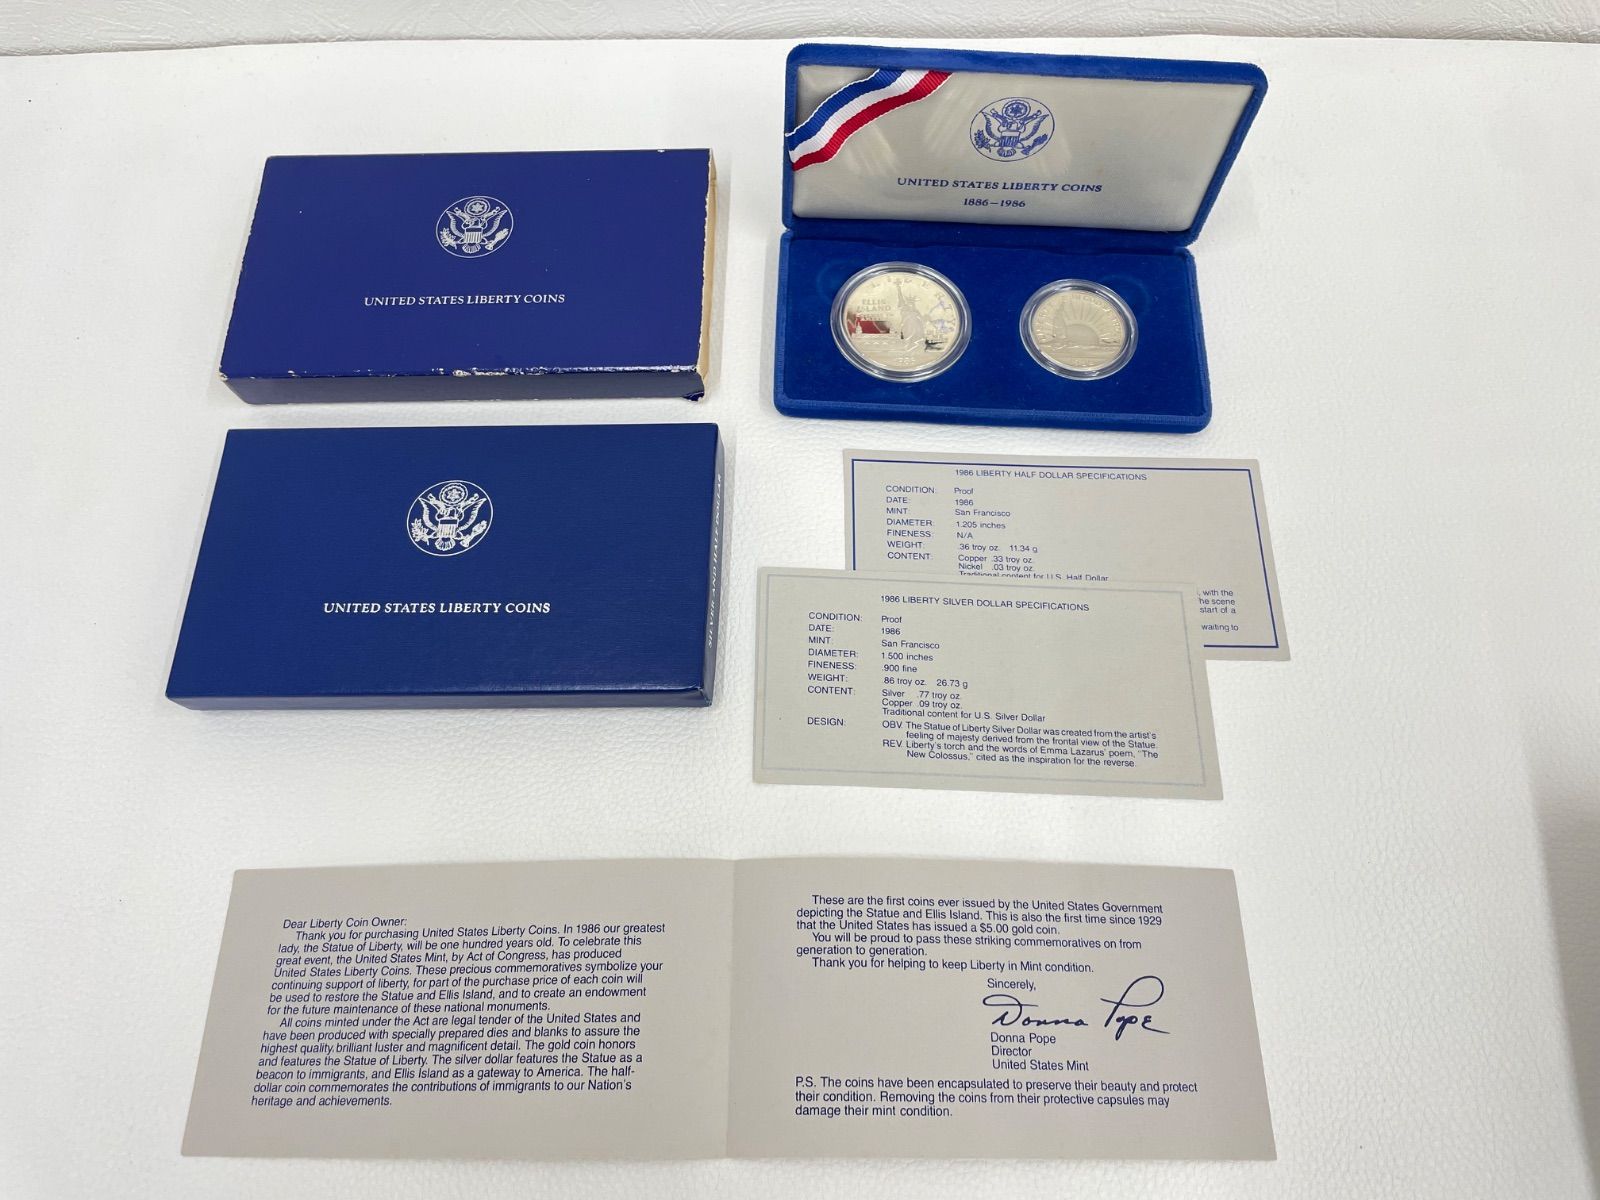 UNITED STATES LIBERTY COINS
1886–1986
ELLIS
ISLAND
1986
UNITED STATES LIBERTY COINS
UNITED STATES LIBERTY COINS
SILVER AND HALF DOLLAR
1986 LIBERTY HALF DOLLAR SPECIFICATIONS
CONDITION: Proof
DATE: 1986
MINT: San Francisco
DIAMETER: 1.205 inches
FINENESS: N/A
WEIGHT: .36 troy oz. 11.34 g
CONTENT: Copper .33 troy oz.
Nickel .03 troy oz.
Traditional content for U.S. Half Dollar
, with the
he scene
start of a
waiting to
1986 LIBERTY SILVER DOLLAR SPECIFICATIONS
CONDITION: Proof
DATE: 1986
MINT: San Francisco
DIAMETER: 1.500 inches
FINENESS: .900 fine
WEIGHT: .86 troy oz. 26.73 g
CONTENT: Silver .77 troy oz.
Copper .09 troy oz.
Traditional content for U.S. Silver Dollar
DESIGN: OBV. The Statue of Liberty Silver Dollar was created from the artist's
feeling of majesty derived from the frontal view of the Statue.
REV. Liberty's torch and the words of Emma Lazarus' poem, "The
New Colossus," cited as the inspiration for the reverse.
Dear Liberty Coin Owner:
Thank you for purchasing United States Liberty Coins. In 1986 our greatest
lady, the Statue of Liberty, will be one hundred years old. To celebrate this
great event, the United States Mint, by Act of Congress, has produced
United States Liberty Coins. These precious commemoratives symbolize your
continuing support of liberty, for part of the purchase price of each coin will
be used to restore the Statue and Ellis Island, and to create an endowment
for the future maintenance of these national monuments.
All coins minted under the Act are legal tender of the United States and
have been produced with specially prepared dies and blanks to assure the
highest quality, brilliant luster and magnificent detail. The gold coin honors
and features the Statue of Liberty. The silver dollar features the Statue as a
beacon to immigrants, and Ellis Island as a gateway to America. The half-
dollar coin commemorates the contributions of immigrants to our Nation's
heritage and achievements.
These are the first coins ever issued by the United States Government
depicting the Statue and Ellis Island. This is also the first time since 1929
that the United States has issued a $5.00 gold coin.
You will be proud to pass these striking commemoratives on from
generation to generation.
Thank you for helping to keep Liberty in Mint condition.
Sincerely,
Donna Pope
Donna Pope
Director
United States Mint
P.S. The coins have been encapsulated to preserve their beauty and protect
their condition. Removing the coins from their protective capsules may
damage their mint condition.